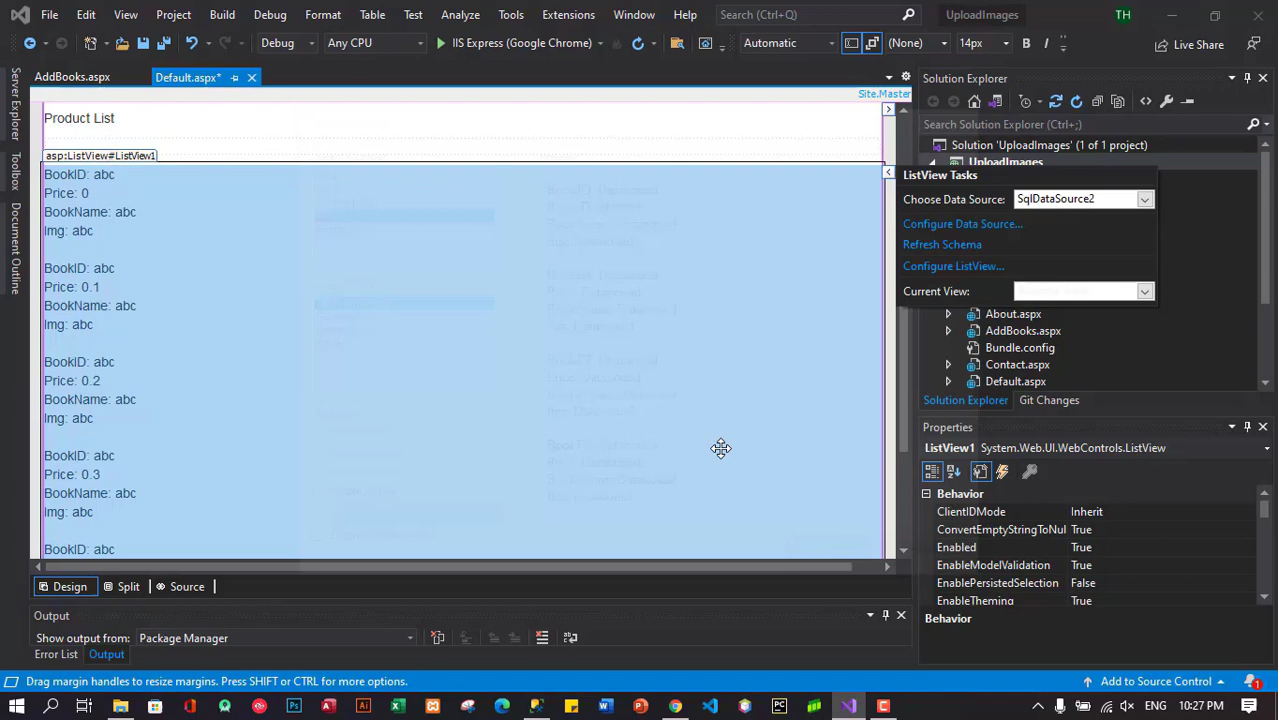 File Edit View Project Build Debug Format Table Test Analyze Tools Extensions Window Help Search (Ctrl+Q) UploadImages TH
Debug Any CPU IIS Express (Google Chrome) Automatic (None) 14px B I Live Share
Server Explorer
Toolbox
Document Outline
AddBooks.aspx Default.aspx*
Site.Master
Product List
asp:ListView#ListView1
BookID: abc
Price: 0
BookName: abc
Img: abc
BookID: abc
Price: 0.1
BookName: abc
Img: abc
BookID: abc
Price: 0.2
BookName: abc
Img: abc
BookID: abc
Price: 0.3
BookName: abc
Img: abc
BookID: abc
ListView Tasks
Choose Data Source: SqlDataSource2
Configure Data Source...
Refresh Schema
Configure ListView...
Current View:
Solution Explorer
Search Solution Explorer (Ctrl+;)
Solution 'UploadImages' (1 of 1 project)
UploadImages
About.aspx
AddBooks.aspx
Bundle.config
Contact.aspx
Default.aspx
Solution Explorer Git Changes
Properties
ListView1 System.Web.UI.WebControls.ListView
Behavior
ClientIDMode Inherit
ConvertEmptyStringToNul True
Enabled True
EnableModelValidation True
EnablePersistedSelection False
EnableTheming True
Behavior
Design Split Source
Output
Show output from: Package Manager
Error List Output
Drag margin handles to resize margins. Press SHIFT or CTRL for more options. Add to Source Control 1
ENG 10:27 PM